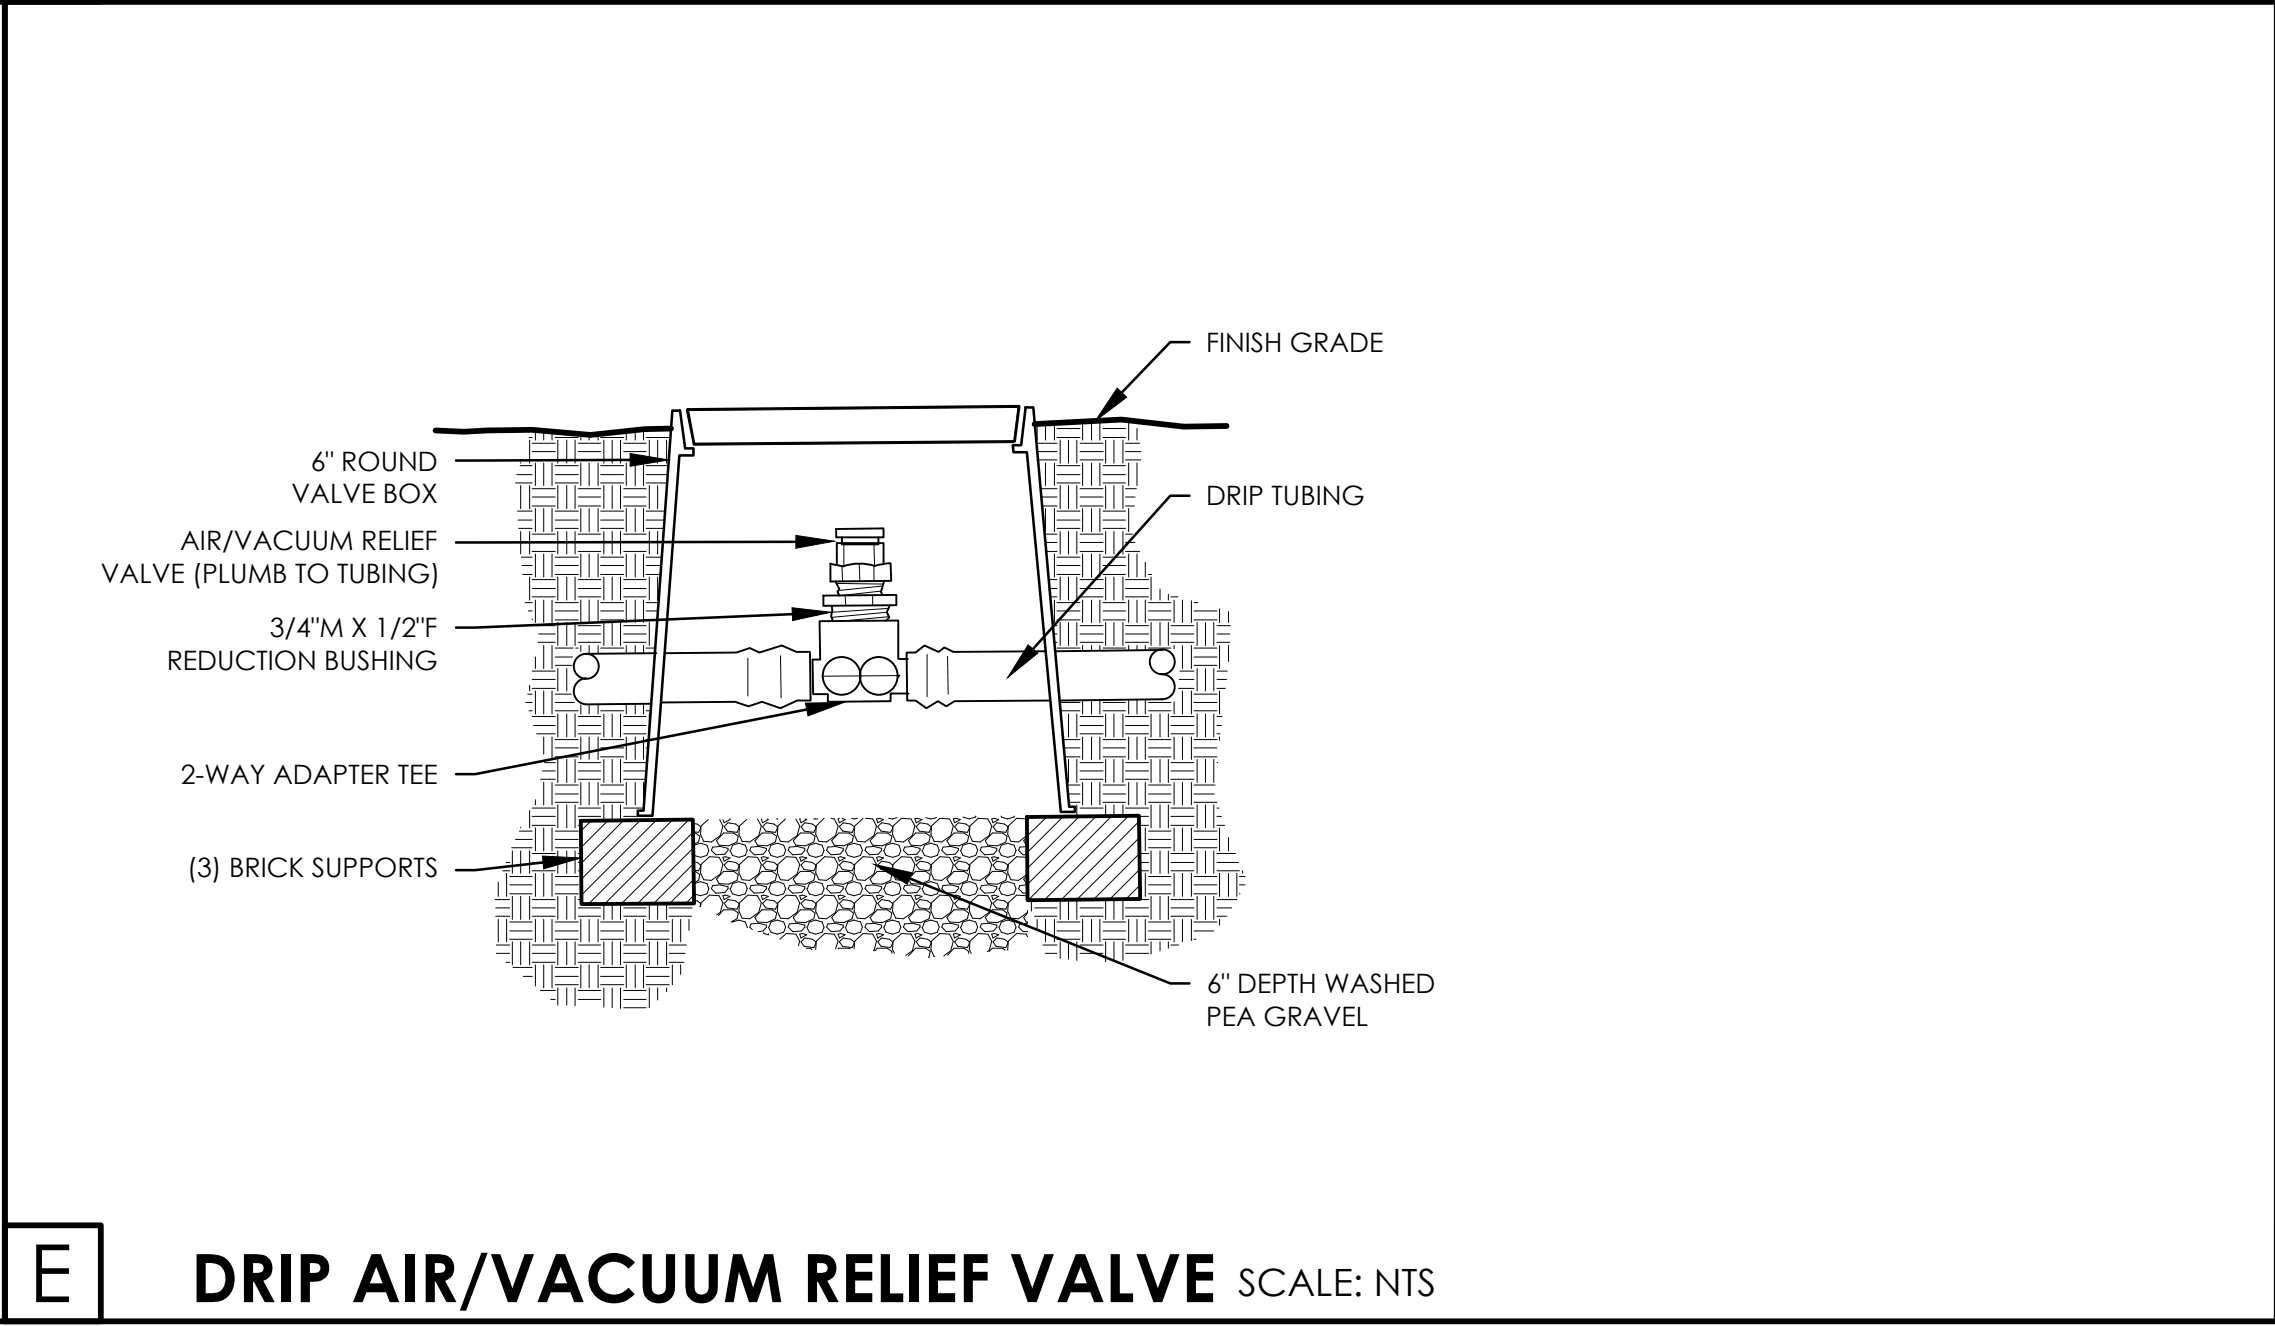 FINISH GRADE
6" ROUND
VALVE BOX
DRIP TUBING
AIR/VACUUM RELIEF
VALVE (PLUMB TO TUBING)
3/4"M X 1/2"F
REDUCTION BUSHING
2-WAY ADAPTER TEE
(3) BRICK SUPPORTS
6" DEPTH WASHED
PEA GRAVEL
E
DRIP AIR/VACUUM RELIEF VALVE SCALE: NTS